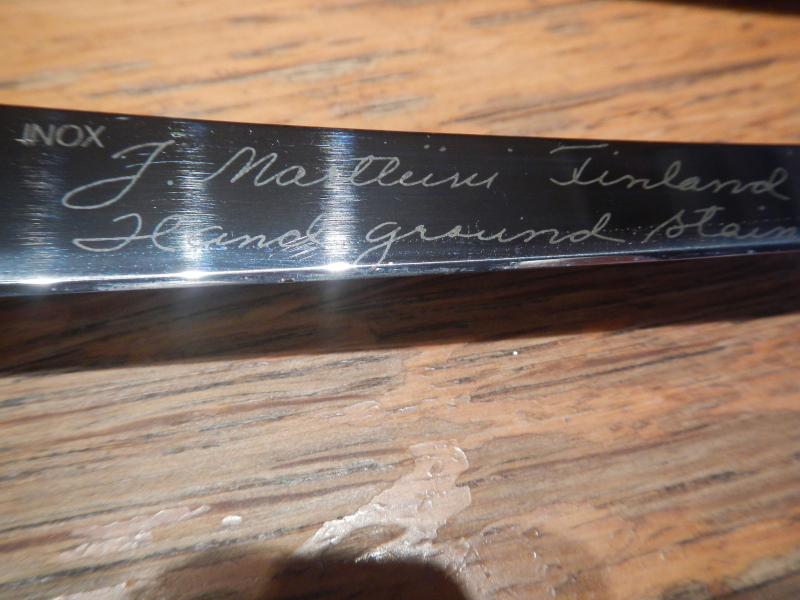 INOX
J. Marttiini Finland
Hand ground stain